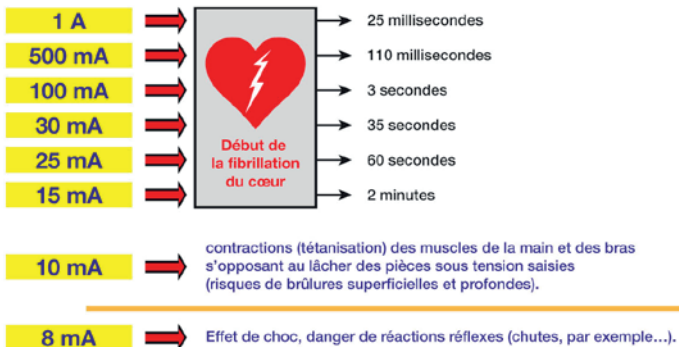 1 A 25 millisecondes
500 mA 110 millisecondes
100 mA 3 secondes
30 mA 35 secondes
25 mA 60 secondes
15 mA 2 minutes
Début de
la fibrillation
du cœur
10 mA
contractions (tétanisation) des muscles de la main et des bras
s'opposant au lâcher des pièces sous tension saisies
(risques de brûlures superficielles et profondes).
8 mA Effet de choc, danger de réactions réflexes (chutes, par exemple...).